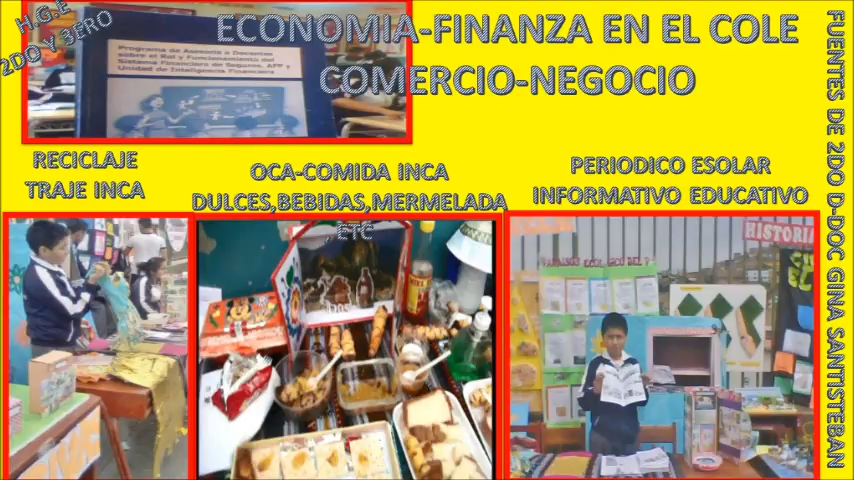 H.G.E
2DO Y 3ERO
ECONOMIA-FINANZA EN EL COLE
COMERCIO-NEGOCIO
Programa de Asesoría a Docentes
sobre el Rol y Funcionamiento del
Sistema Financiero de Seguros, AFP y
Unidad de Inteligencia Financiera
RECICLAJE
TRAJE INCA
OCA-COMIDA INCA
DULCES,BEBIDAS,MERMELADA
, ETC
PERIODICO ESOLAR
INFORMATIVO EDUCATIVO
HISTORIA
FUENTES DE 2DO D-DOC GINA SANTISTEBAN